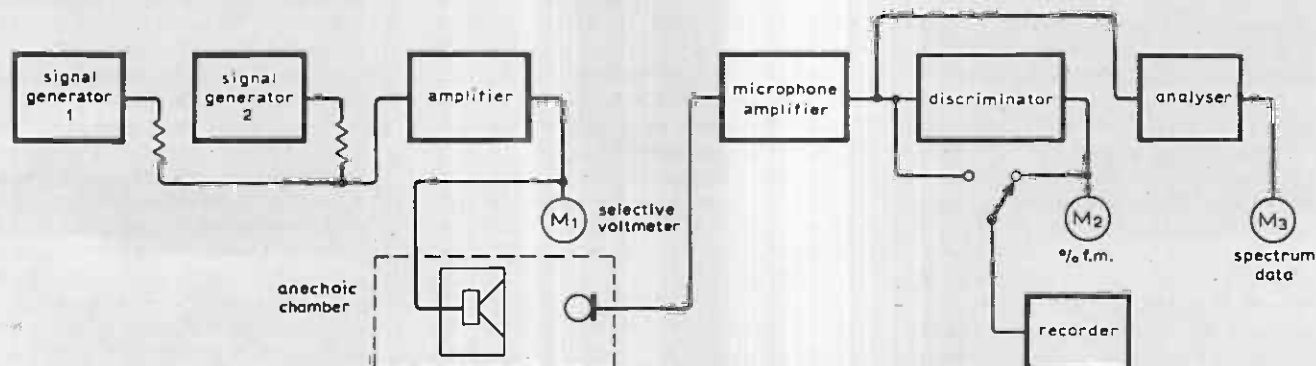 signal
generator
1
signal
generator
2
amplifier
microphone
amplifier
discriminator
analyser
M1
selective
voltmeter
M2
% f.m.
M3
spectrum
data
anechoic
chamber
recorder